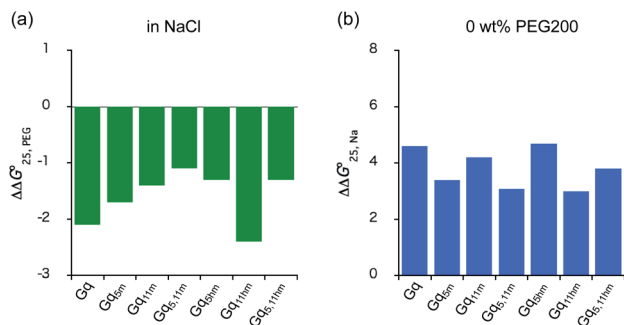 (a)
in NaCl
ΔΔG°25, PEG
1
0
-1
-2
-3
Gq
Gq5m
Gq11m
Gq5,11m
Gq5hm
Gq11hm
Gq5,11hm
(b)
0 wt% PEG200
ΔΔG°25, Na
8
6
4
2
0
Gq
Gq5m
Gq11m
Gq5,11m
Gq5hm
Gq11hm
Gq5,11hm